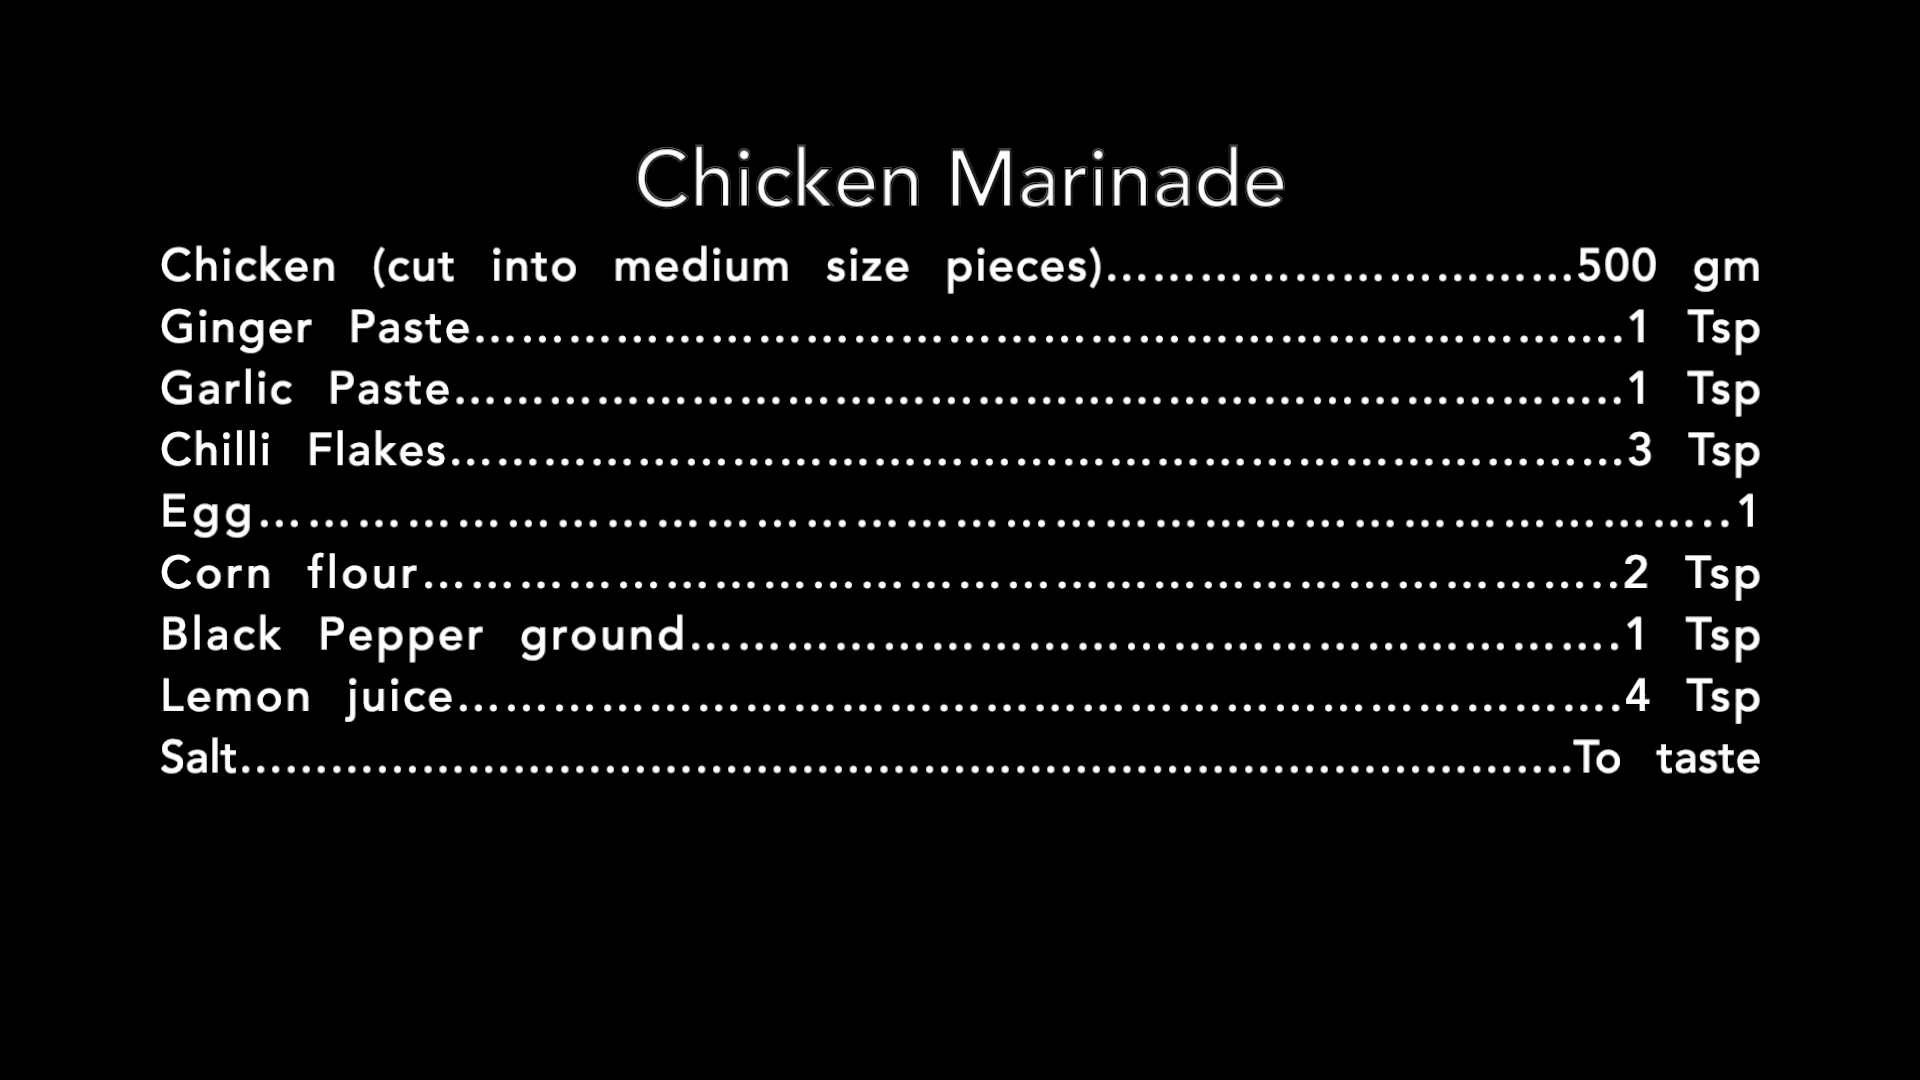 Chicken Marinade
Chicken (cut into medium size pieces)..............................500 gm
Ginger Paste..........................................................................1 Tsp
Garlic Paste...........................................................................1 Tsp
Chilli Flakes...........................................................................3 Tsp
Egg.........................................................................................1
Corn flour..............................................................................2 Tsp
Black Pepper ground............................................................1 Tsp
Lemon juice...........................................................................4 Tsp
Salt.........................................................................................To taste